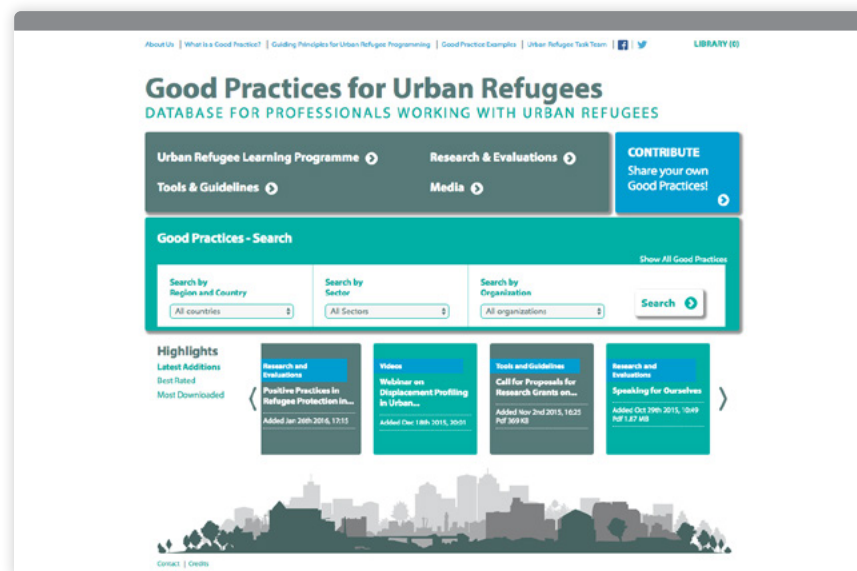 About Us | What is a Good Practice? | Guiding Principles for Urban Refugee Programming | Good Practice Examples | Urban Refugee Task Team |
LIBRARY (0)
Good Practices for Urban Refugees
DATABASE FOR PROFESSIONALS WORKING WITH URBAN REFUGEES
Urban Refugee Learning Programme
Research & Evaluations
Tools & Guidelines
Media
CONTRIBUTE
Share your own
Good Practices!
Good Practices - Search
Show All Good Practices
Search by
Region and Country
All countries
Search by
Sector
All Sectors
Search by
Organization
All organizations
Search
Highlights
Latest Additions
Best Rated
Most Downloaded
Research and
Evaluations
Positive Practices in
Refugee Protection in...
Added Jan 26th 2016, 17:15
Videos
Webinar on
Displacement Profiling
in Urban...
Added Dec 18th 2015, 20:01
Tools and Guidelines
Call for Proposals for
Research Grants on...
Added Nov 2nd 2015, 16:25
Pdf 369 KB
Research and
Evaluations
Speaking for Ourselves
Added Oct 29th 2015, 10:49
Pdf 1.87 MB
Contact | Credits